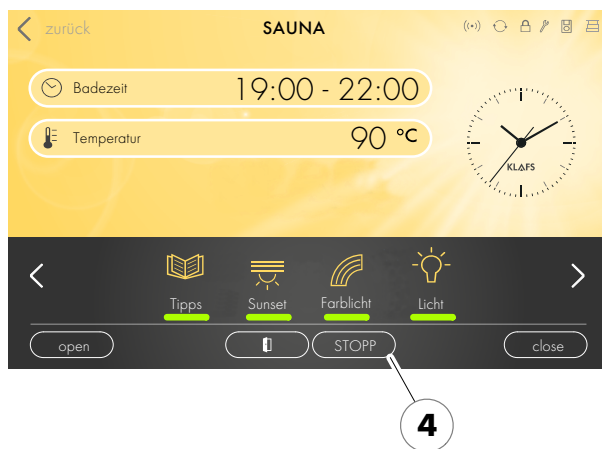 zurück
SAUNA
Badezeit
19:00 - 22:00
Temperatur
90 °C
KLAFS
Tipps
Sunset
Farblicht
Licht
open
STOPP
close
4